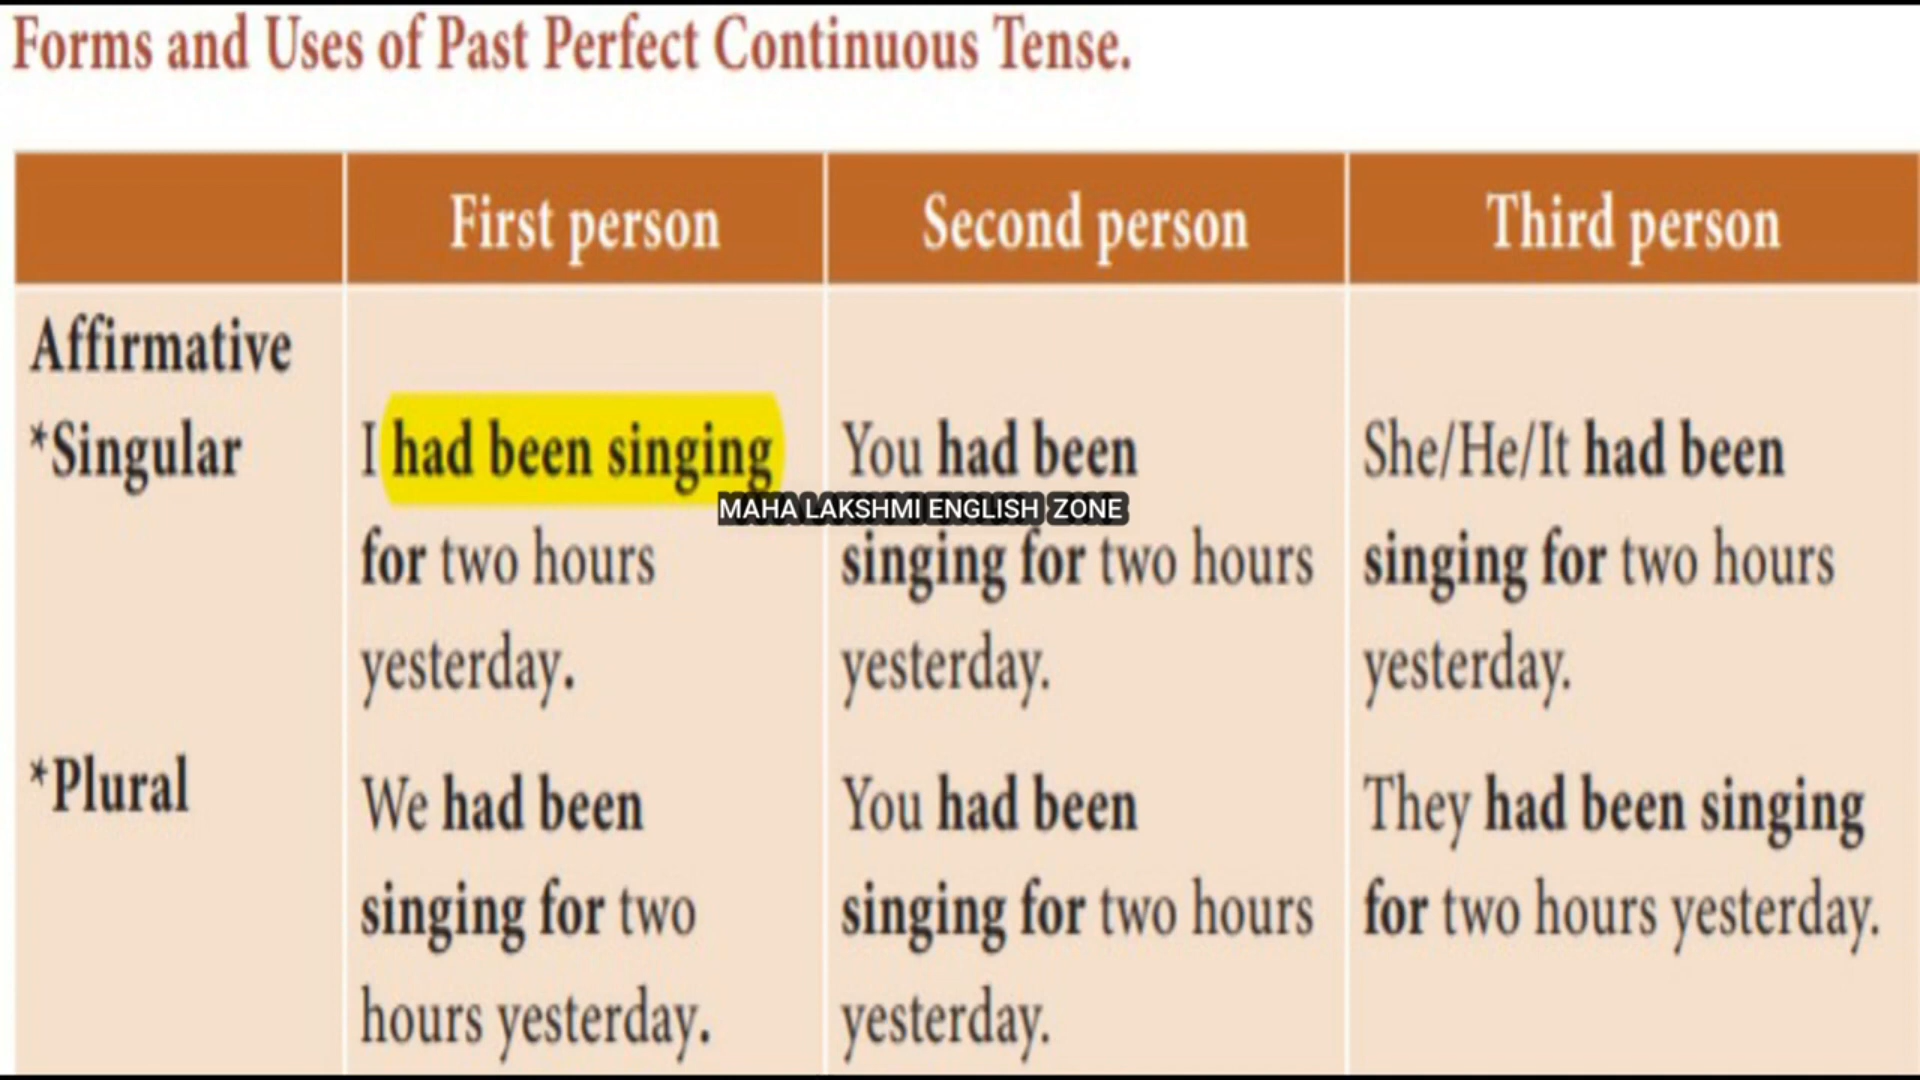 Forms and Uses of Past Perfect Continuous Tense.
First person
Second person
Third person
Affirmative
*Singular
I had been singing
for two hours
yesterday.
You had been
singing for two hours
yesterday.
She/He/It had been
singing for two hours
yesterday.
MAHA LAKSHMI ENGLISH ZONE
*Plural
We had been
singing for two
hours yesterday.
You had been
singing for two hours
yesterday.
They had been singing
for two hours yesterday.